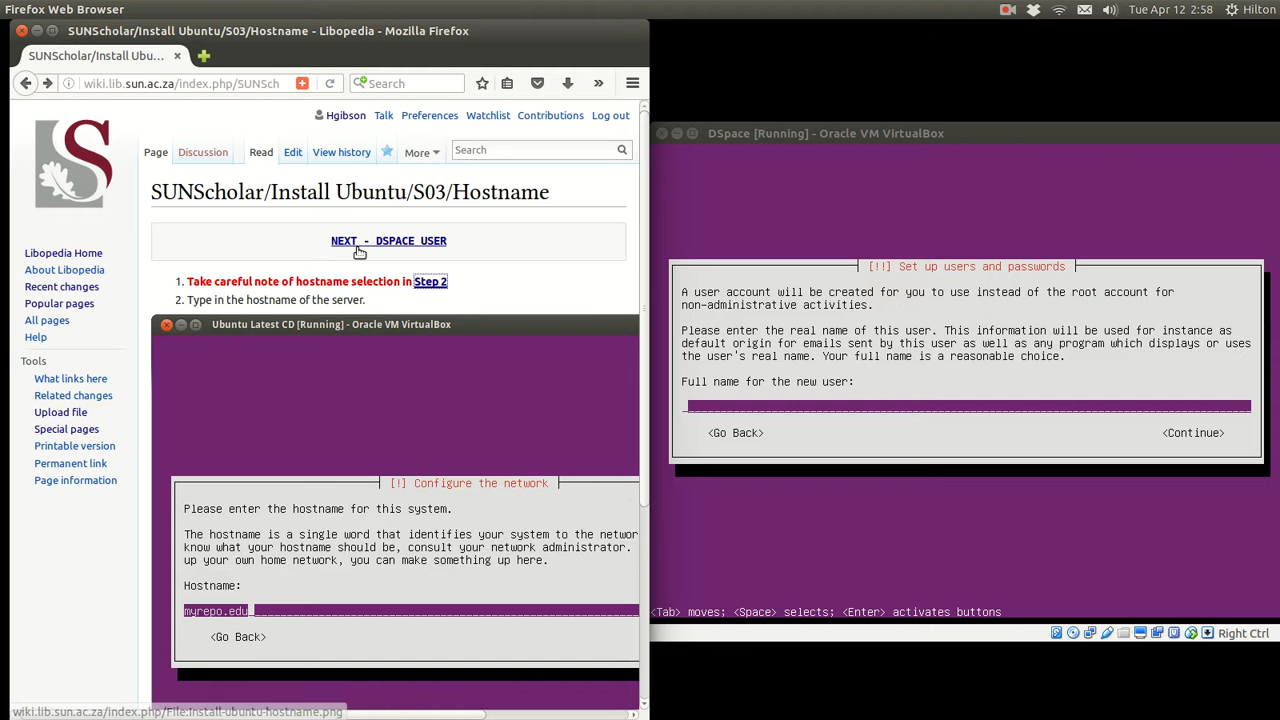 Firefox Web Browser
Tue Apr 12 2:58
Hilton
SUNScholar/Install Ubuntu/S03/Hostname - Libopedia - Mozilla Firefox
SUNScholar/Install Ubu...
wiki.lib.sun.ac.za/index.php/SUNSch
Search
Hgibson Talk Preferences Watchlist Contributions Log out
Page Discussion Read Edit View history More
Search
SUNScholar/Install Ubuntu/S03/Hostname
NEXT - DSPACE USER
1. Take careful note of hostname selection in Step 2
2. Type in the hostname of the server.
Libopedia Home
About Libopedia
Recent changes
Popular pages
All pages
Help
Tools
What links here
Related changes
Upload file
Special pages
Printable version
Permanent link
Page information
Ubuntu Latest CD [Running] - Oracle VM VirtualBox
[!] Configure the network
Please enter the hostname for this system.
The hostname is a single word that identifies your system to the networ
know what your hostname should be, consult your network administrator.
up your own home network, you can make something up here.
Hostname:
myrepo.edu
<Go Back>
wiki.lib.sun.ac.za/index.php/File:Install-ubuntu-hostname.png
DSpace [Running] - Oracle VM VirtualBox
[!!] Set up users and passwords
A user account will be created for you to use instead of the root account for
non-administrative activities.
Please enter the real name of this user. This information will be used for instance as
default origin for emails sent by this user as well as any program which displays or uses
the user's real name. Your full name is a reasonable choice.
Full name for the new user:
<Go Back> <Continue>
<Tab> moves; <Space> selects; <Enter> activates buttons
Right Ctrl